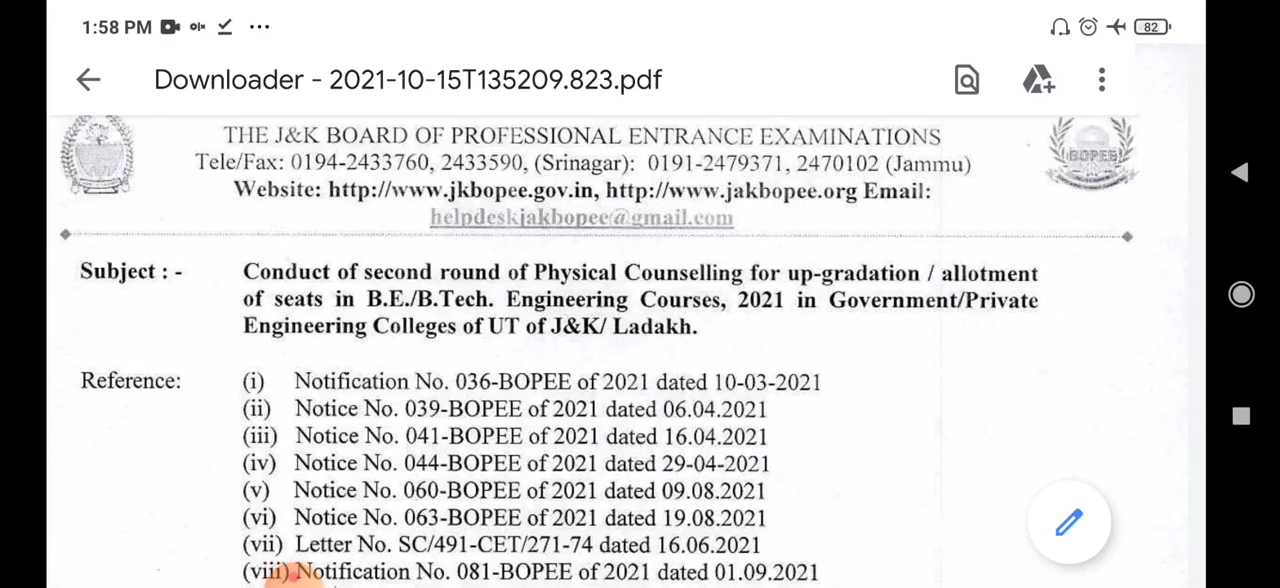 1:58 PM olx
82
Downloader - 2021-10-15T135209.823.pdf
THE J&K BOARD OF PROFESSIONAL ENTRANCE EXAMINATIONS
Tele/Fax: 0194-2433760, 2433590, (Srinagar): 0191-2479371, 2470102 (Jammu)
Website: http://www.jkbopee.gov.in, http://www.jakbopee.org Email:
helpdeskjakbopee@gmail.com
BOPEE
Subject : - Conduct of second round of Physical Counselling for up-gradation / allotment
of seats in B.E./B.Tech. Engineering Courses, 2021 in Government/Private
Engineering Colleges of UT of J&K/ Ladakh.
Reference: (i) Notification No. 036-BOPEE of 2021 dated 10-03-2021
(ii) Notice No. 039-BOPEE of 2021 dated 06.04.2021
(iii) Notice No. 041-BOPEE of 2021 dated 16.04.2021
(iv) Notice No. 044-BOPEE of 2021 dated 29-04-2021
(v) Notice No. 060-BOPEE of 2021 dated 09.08.2021
(vi) Notice No. 063-BOPEE of 2021 dated 19.08.2021
(vii) Letter No. SC/491-CET/271-74 dated 16.06.2021
(viii) Notification No. 081-BOPEE of 2021 dated 01.09.2021